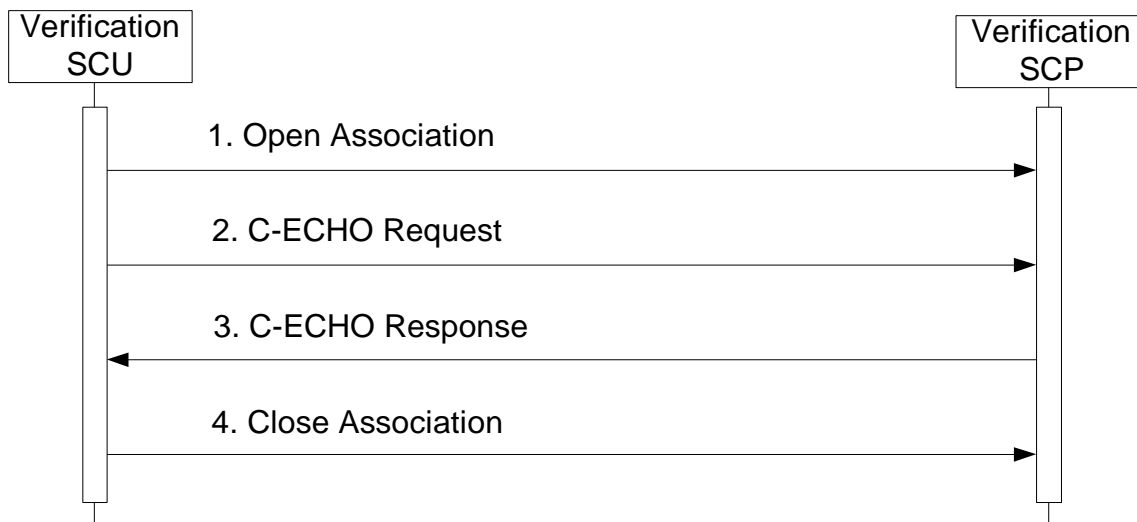 Verification
SCU
Verification
SCP
1. Open Association
2. C-ECHO Request
3. C-ECHO Response
4. Close Association